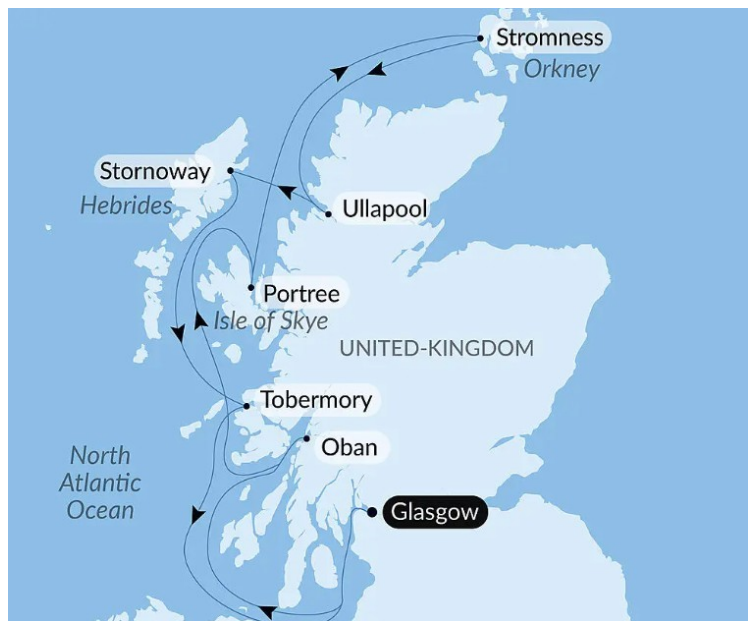 Stromness
Orkney
Stornoway
Hebrides
Ullapool
Portree
Isle of Skye
UNITED-KINGDOM
Tobermory
Oban
North
Atlantic
Ocean
Glasgow